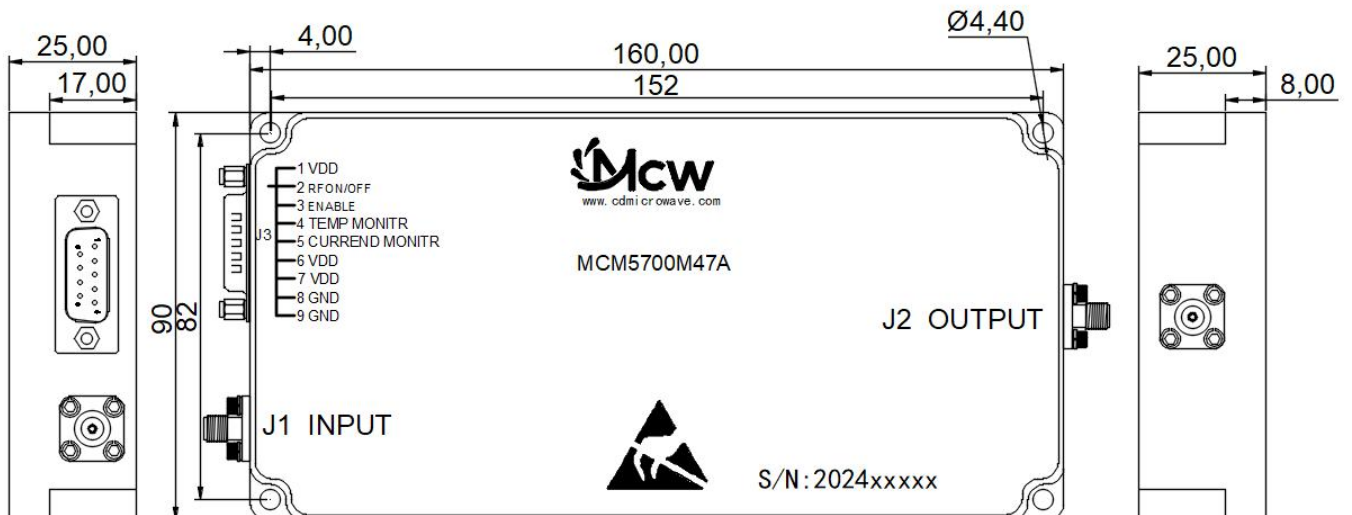 25,00
17,00
4,00
160,00
152
Ø4,40
25,00
8,00
90
82
J3
1 VDD
2 RFON/OFF
3 ENABLE
4 TEMP MONITR
5 CURREND MONITR
6 VDD
7 VDD
8 GND
9 GND
Mcw
www.cdmicrowave.com
MCM5700M47A
J2 OUTPUT
J1 INPUT
S/N:2024xxxxx